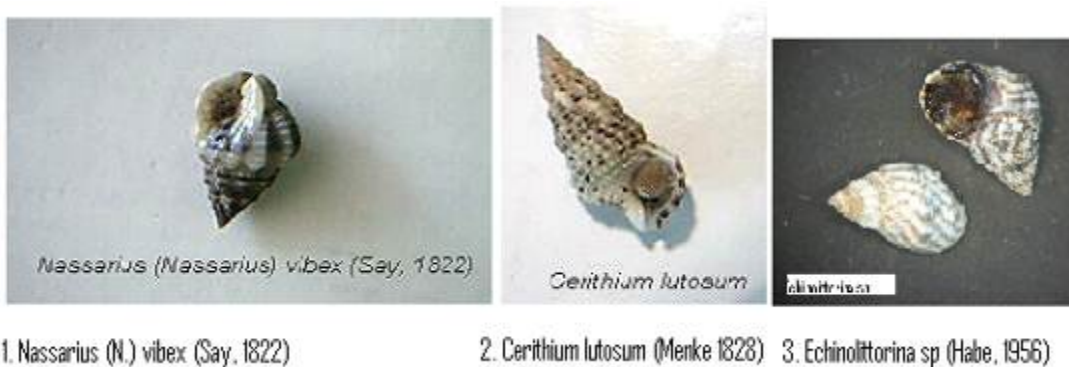 Nassarius (Nassarius) vibex (Say, 1822)
Cerithium lutosum
1. Nassarius (N.) vibex (Say, 1822)
2. Cerithium lutosum (Menke 1828)
3. Echinolittorina sp (Habe, 1956)